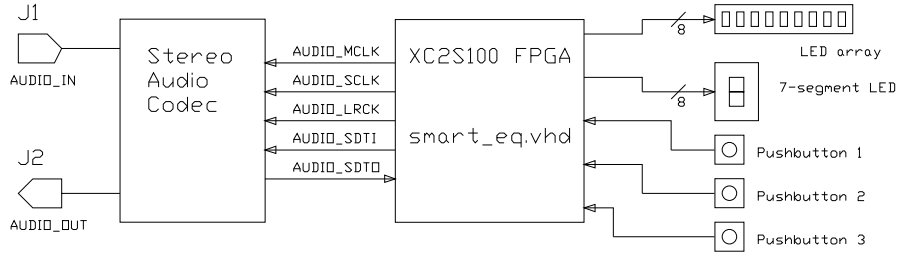 J1
AUDIO_IN
J2
AUDIO_OUT
Stereo
Audio
Codec
AUDIO_MCLK
AUDIO_SCLK
AUDIO_LRCK
AUDIO_SDTI
AUDIO_SDTO
XC2S100 FPGA
smart_eq.vhd
8
LED array
8
7-segment LED
Pushbutton 1
Pushbutton 2
Pushbutton 3